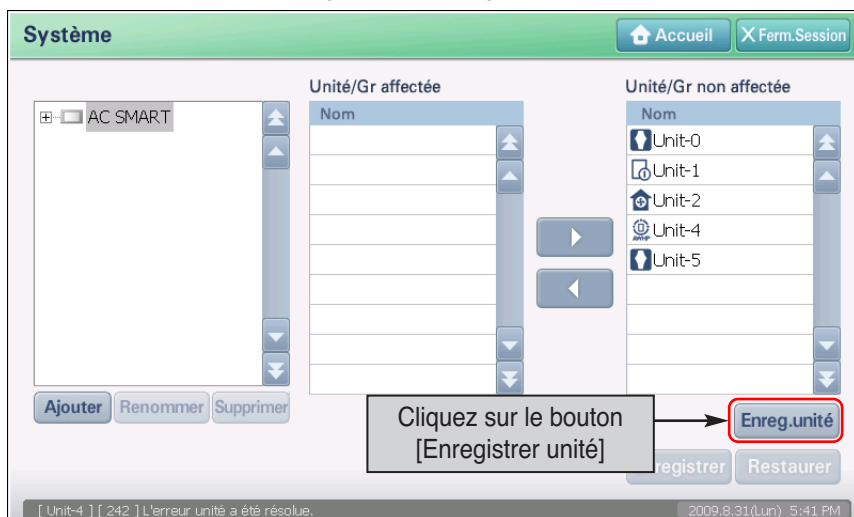 Système
Accueil
X Ferm.Session
Unité/Gr affectée
Unité/Gr non affectée
AC SMART
Nom
Nom
Unit-0
Unit-1
Unit-2
Unit-4
Unit-5
Ajouter
Renommer
Supprimer
Cliquez sur le bouton
[Enregistrer unité]
Enreg.unité
registrer
Restaurer
[ Unit-4 ] [ 242 ] L'erreur unité a été résolue.
2009.8.31(Lun) 5:41 PM